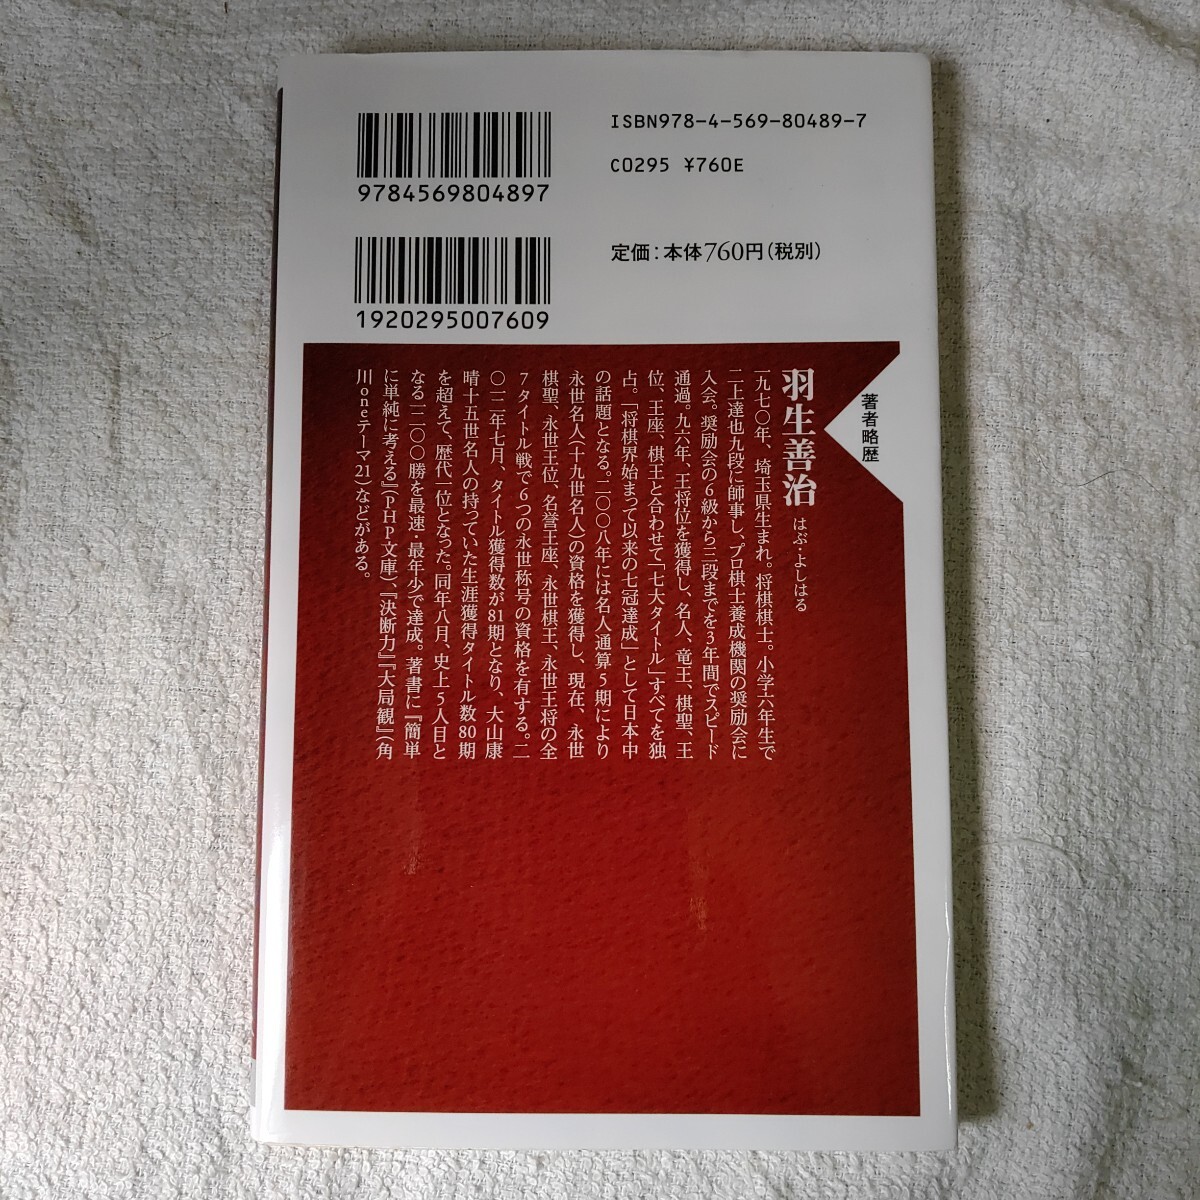 ISBN978-4-569-80489-7
C0295 ¥760E
9784569804897
定価：本体760円（税別）
1920295007609
著者略歴
羽生善治 はぶ・よしはる
一九七〇年、埼玉県生まれ。将棋棋士。小学六年生で
二上達也九段に師事し、プロ棋士養成機関の奨励会に
入会。奨励会の6級から三段までを3年間でスピード
通過。九六年、王将位を獲得し、名人、竜王、棋聖、王
位、王座、棋王と合わせて「七大タイトル」すべてを独
占。「将棋界始まって以来の七冠達成」として日本中
の話題となる。二〇〇八年には名人通算5期により
永世名人（十九世名人）の資格を獲得し、現在、永世
棋聖、永世王位、名誉王座、永世棋王、永世王将の全
7タイトル戦で6つの永世称号の資格を有する。二
〇一二年七月、タイトル獲得数が81期となり、大山康
晴十五世名人の持っていた生涯獲得タイトル数80期
を超えて、歴代一位となった。同年八月、史上5人目と
なる一二〇〇勝を最速・最年少で達成。著書に『簡単
に単純に考える』（PHP文庫）、『決断力』『大局観』（角
川oneテーマ21）などがある。